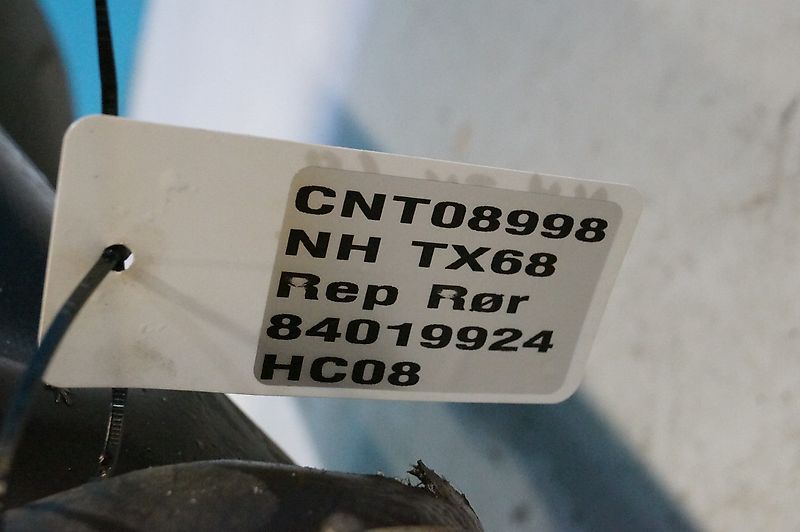 CNT08998
NH TX68
Rep Rør
84019924
HC08